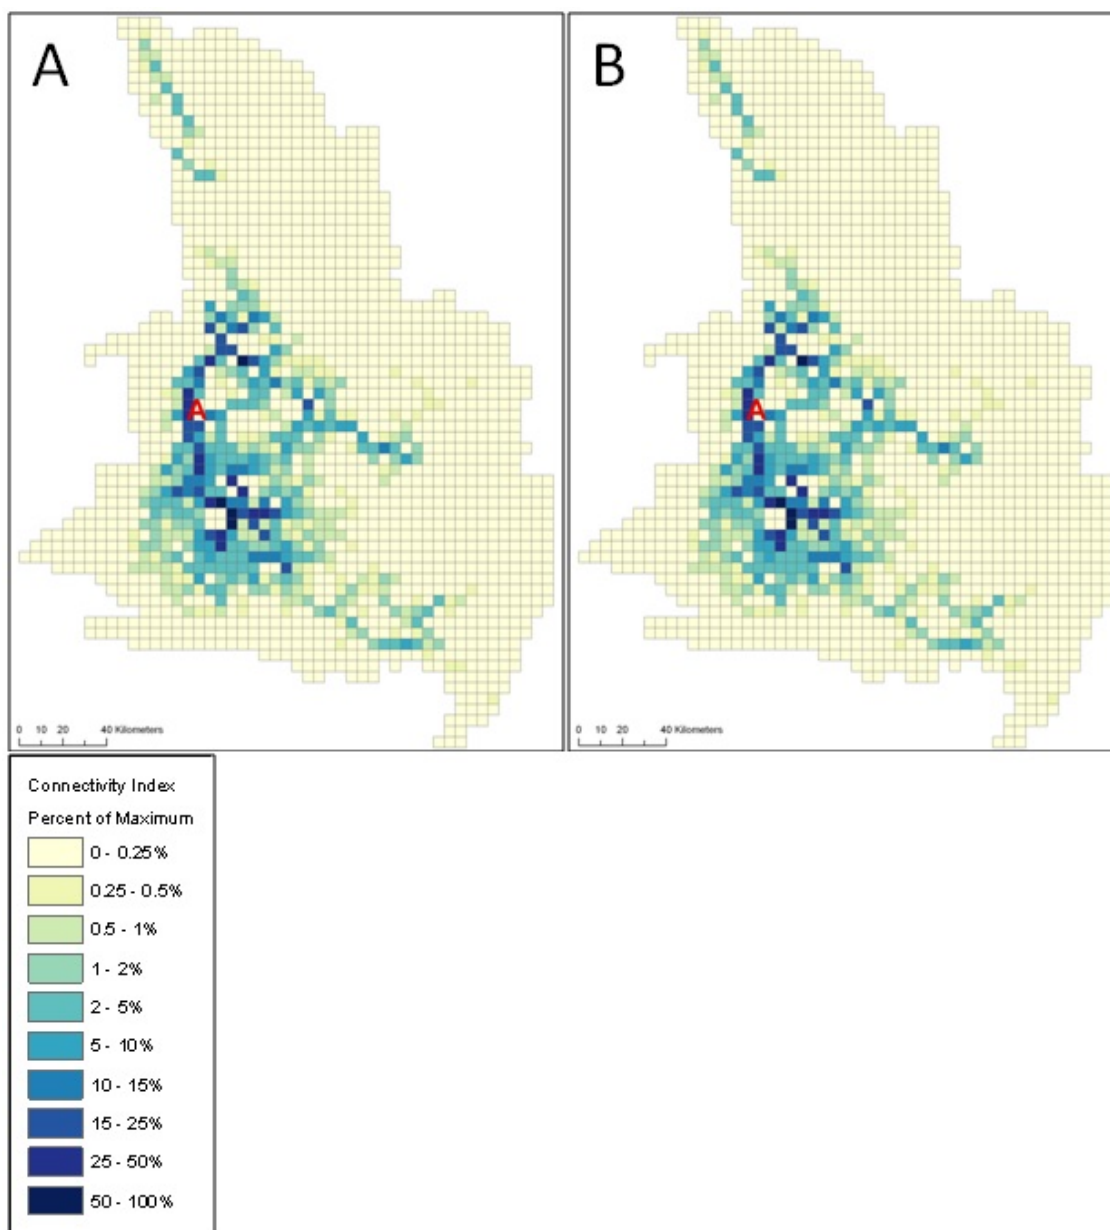 A
B
A
A
0 10 20 40 Kilometers
0 10 20 40 Kilometers
Connectivity Index
Percent of Maximum
0 - 0.25%
0.25 - 0.5%
0.5 - 1%
1 - 2%
2 - 5%
5 - 10%
10 - 15%
15 - 25%
25 - 50%
50 - 100%